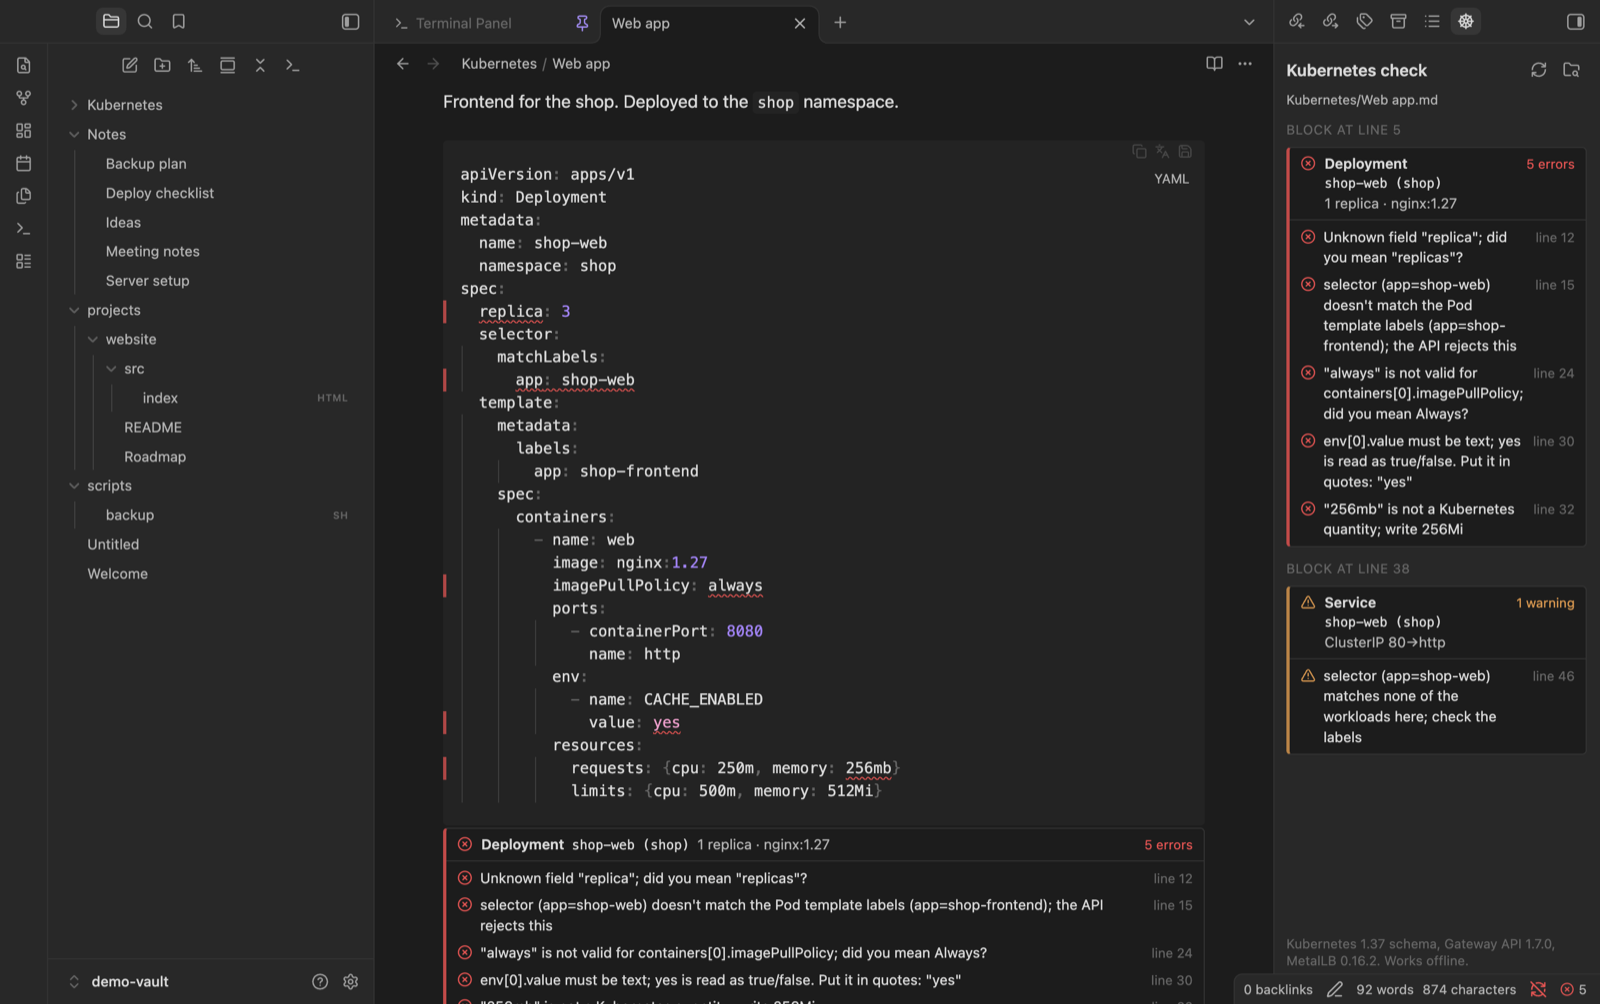 Terminal Panel
Web app
Kubernetes / Web app
Kubernetes
Notes
Backup plan
Deploy checklist
Ideas
Meeting notes
Server setup
projects
website
src
index HTML
README
Roadmap
scripts
backup SH
Untitled
Welcome
demo-vault
Frontend for the shop. Deployed to the shop namespace.
YAML
apiVersion: apps/v1
kind: Deployment
metadata:
name: shop-web
namespace: shop
spec:
replica: 3
selector:
matchLabels:
app: shop-web
template:
metadata:
labels:
app: shop-frontend
spec:
containers:
- name: web
image: nginx:1.27
imagePullPolicy: always
ports:
- containerPort: 8080
name: http
env:
- name: CACHE_ENABLED
value: yes
resources:
requests: {cpu: 250m, memory: 256mb}
limits: {cpu: 500m, memory: 512Mi}
Deployment shop-web (shop) 1 replica · nginx:1.27 5 errors
Unknown field "replica"; did you mean "replicas"? line 12
selector (app=shop-web) doesn't match the Pod template labels (app=shop-frontend); the API line 15
rejects this
"always" is not valid for containers[0].imagePullPolicy; did you mean Always? line 24
env[0].value must be text; yes is read as true/false. Put it in quotes: "yes" line 30
Kubernetes check
Kubernetes/Web app.md
BLOCK AT LINE 5
Deployment 5 errors
shop-web (shop)
1 replica · nginx:1.27
Unknown field "replica"; did line 12
you mean "replicas"?
selector (app=shop-web) line 15
doesn't match the Pod
template labels (app=shop-
frontend); the API rejects this
"always" is not valid for line 24
containers[0].imagePullPolicy;
did you mean Always?
env[0].value must be text; yes line 30
is read as true/false. Put it in
quotes: "yes"
"256mb" is not a Kubernetes line 32
quantity; write 256Mi
BLOCK AT LINE 38
Service 1 warning
shop-web (shop)
ClusterIP 80→http
selector (app=shop-web) line 46
matches none of the
workloads here; check the
labels
Kubernetes 1.37 schema, Gateway API 1.7.0,
MetalLB 0.16.2. Works offline.
0 backlinks 92 words 874 characters 5